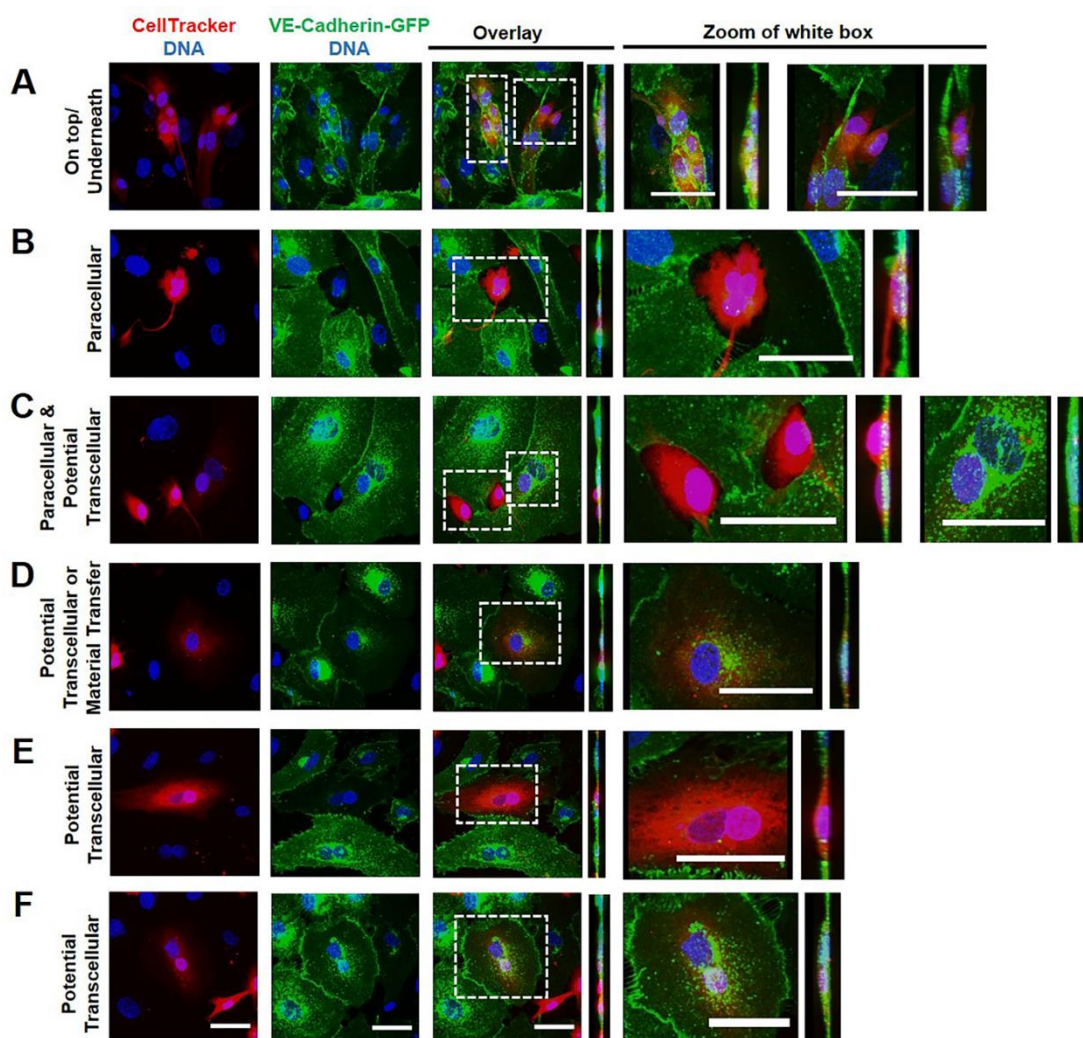 CellTracker
DNA
VE-Cadherin-GFP
DNA
Overlay
Zoom of white box
A
On top/
Underneath
B
Paracellular
C
Paracellular &
Potential
Transcellular
D
Potential
Transcellular or
Material Transfer
E
Potential
Transcellular
F
Potential
Transcellular